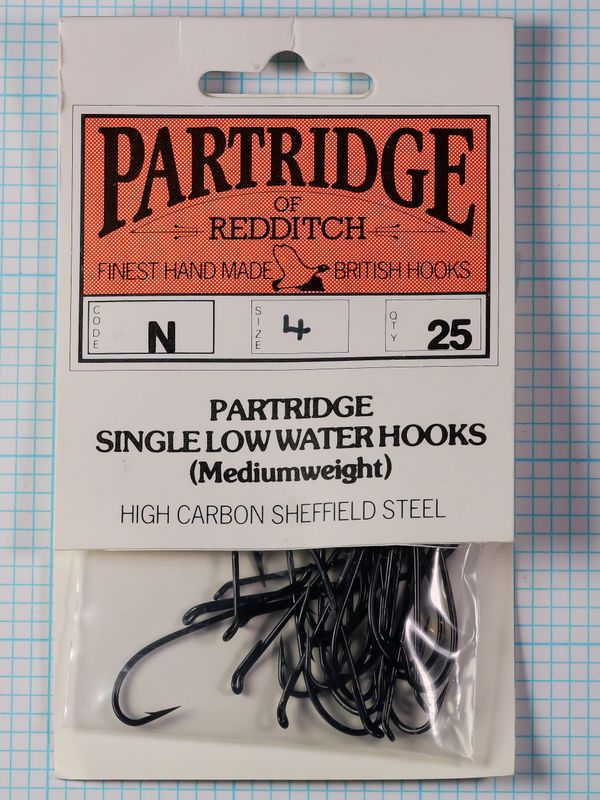 PARTRIDGE
OF
REDDITCH
FINEST HAND MADE BRITISH HOOKS
CODE N SIZE 4 QTY 25
PARTRIDGE
SINGLE LOW WATER HOOKS
(Mediumweight)
HIGH CARBON SHEFFIELD STEEL